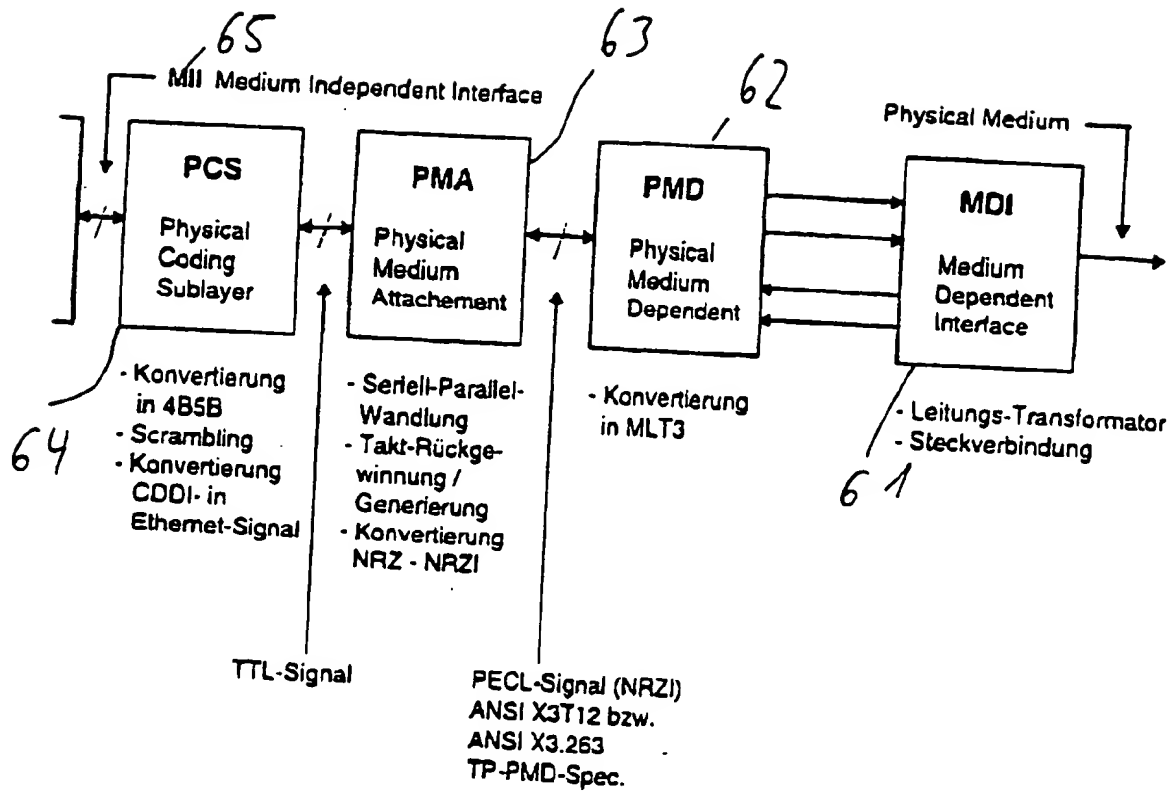 65
63
62
MII Medium Independent Interface
Physical Medium
PCS
Physical
Coding
Sublayer
PMA
Physical
Medium
Attachement
PMD
Physical
Medium
Dependent
MDI
Medium
Dependent
Interface
64
- Konvertierung
in 4B5B
- Scrambling
- Konvertierung
CDDI- in
Ethernet-Signal
- Seriell-Parallel-
Wandlung
- Takt-Rückge-
winnung /
Generierung
- Konvertierung
NRZ - NRZI
- Konvertierung
in MLT3
- Leitungs-Transformator
- Steckverbindung
61
TTL-Signal
PECL-Signal (NRZI)
ANSI X3T12 bzw.
ANSI X3.263
TP-PMD-Spec.